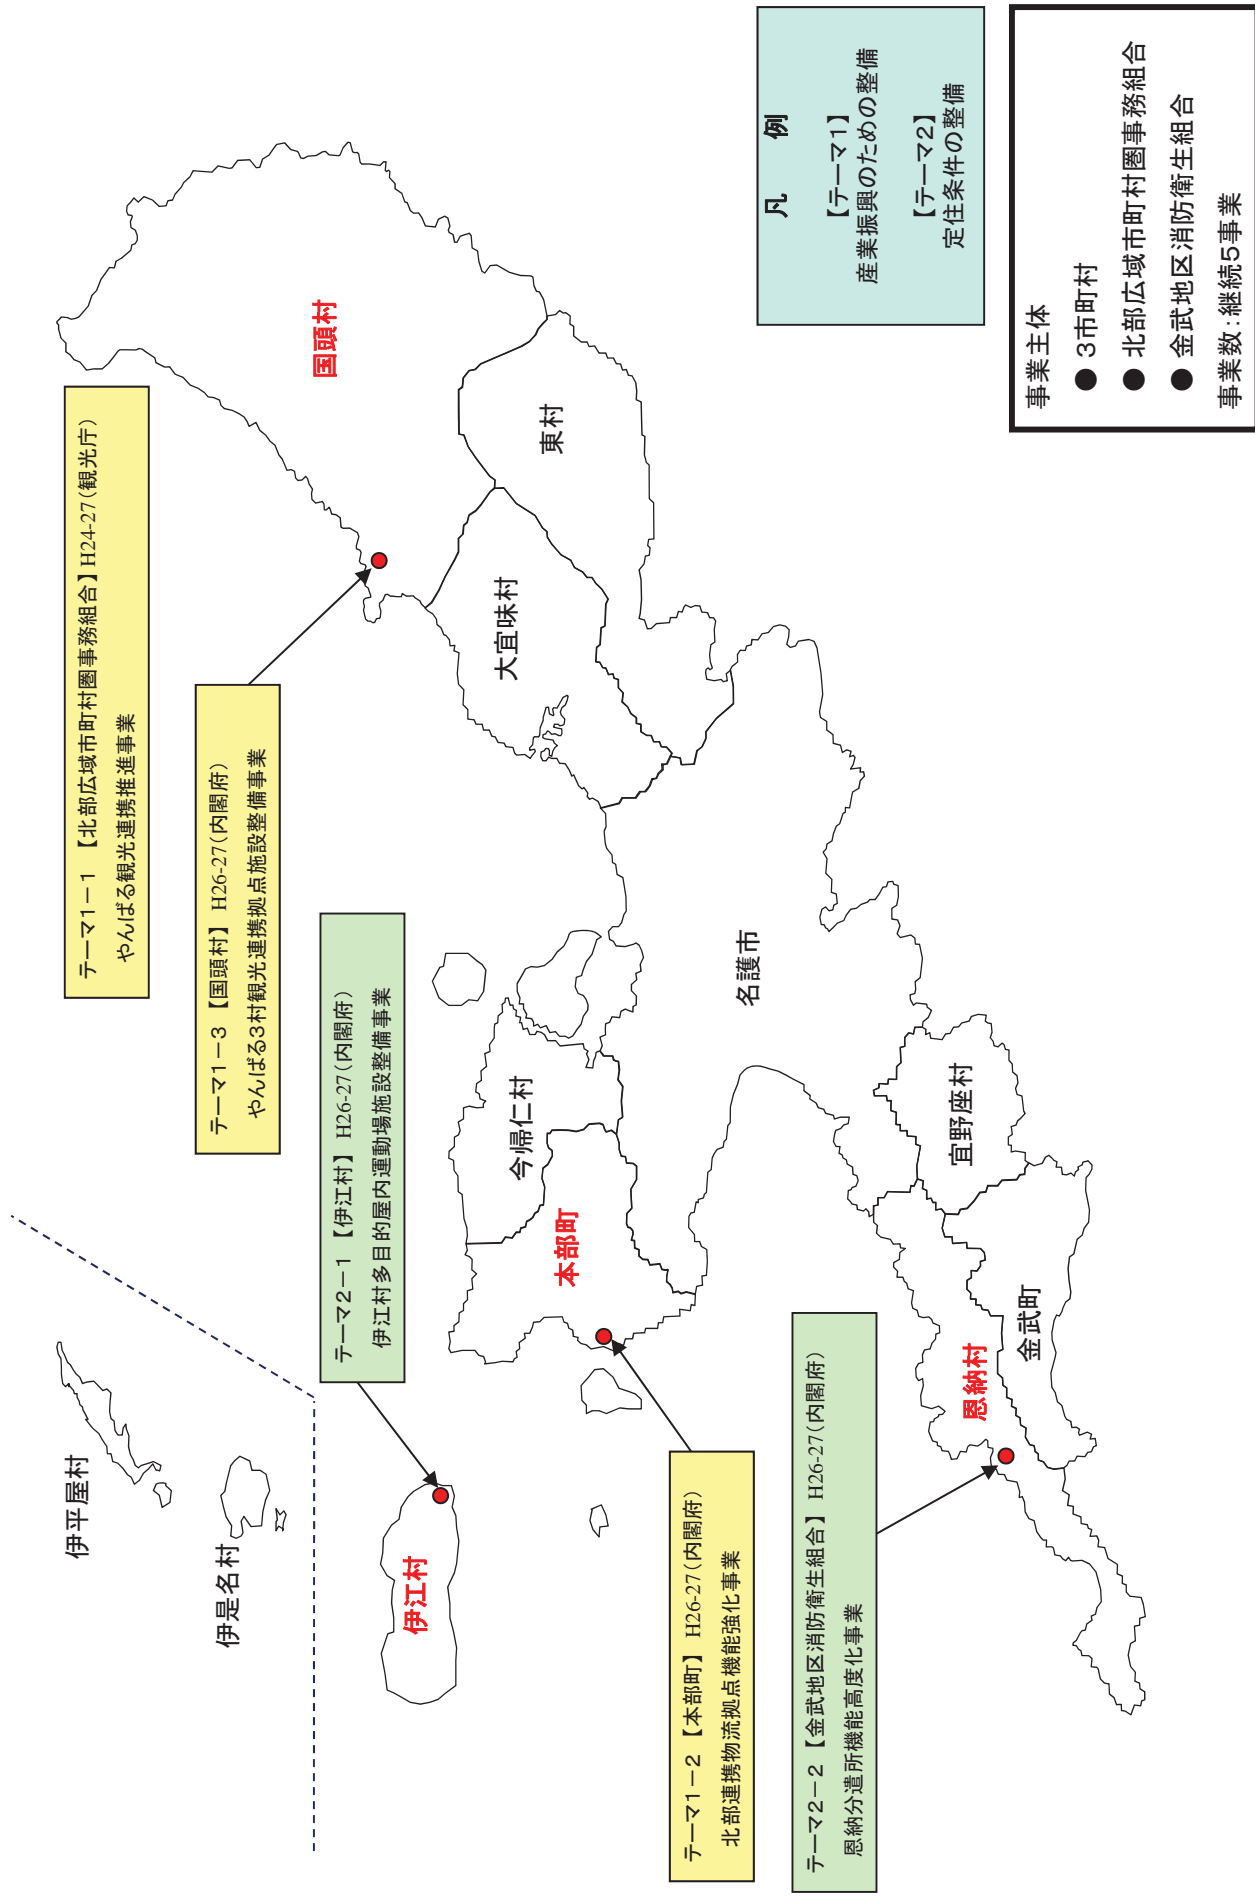 テーマ1－1 【北部広域市町村圏事務組合】H24-27(観光庁)
やんばる観光連携推進事業
テーマ1－3 【国頭村】 H26-27(内閣府)
やんばる3村観光連携拠点施設整備事業
テーマ2－1 【伊江村】 H26-27(内閣府)
伊江村多目的屋内運動場施設整備事業
テーマ1－2 【本部町】 H26-27(内閣府)
北部連携物流拠点機能強化事業
テーマ2－2 【金武地区消防衛生組合】 H26-27(内閣府)
恩納分遣所機能高度化事業
伊平屋村
伊是名村
伊江村
国頭村
東村
大宜味村
今帰仁村
本部町
名護市
宜野座村
恩納村
金武町
凡 例
【テーマ1】
産業振興のための整備
【テーマ2】
定住条件の整備
事業主体
● 3市町村
● 北部広域市町村圏事務組合
● 金武地区消防衛生組合
事業数：継続5事業